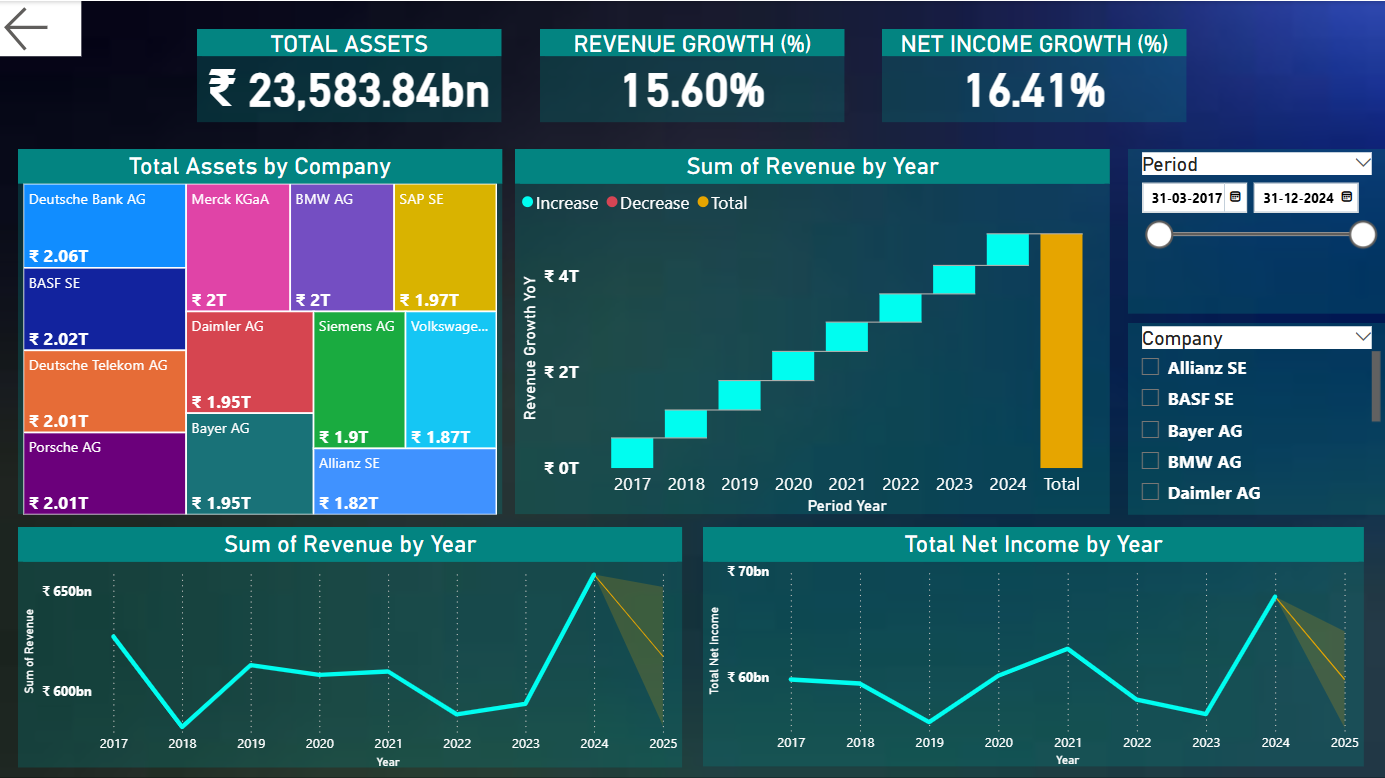 TOTAL ASSETS
₹ 23,583.84bn
REVENUE GROWTH (%)
15.60%
NET INCOME GROWTH (%)
16.41%
Total Assets by Company
Deutsche Bank AG
₹ 2.06T
BASF SE
₹ 2.02T
Deutsche Telekom AG
₹ 2.01T
Porsche AG
₹ 2.01T
Merck KGaA
₹ 2T
BMW AG
₹ 2T
SAP SE
₹ 1.97T
Daimler AG
₹ 1.95T
Bayer AG
₹ 1.95T
Siemens AG
₹ 1.9T
Volkswage...
₹ 1.87T
Allianz SE
₹ 1.82T
Sum of Revenue by Year
Increase Decrease Total
Revenue Growth YoY
₹ 4T
₹ 2T
₹ 0T
2017 2018 2019 2020 2021 2022 2023 2024 Total
Period Year
Period
31-03-2017 31-12-2024
Company
Allianz SE
BASF SE
Bayer AG
BMW AG
Daimler AG
Sum of Revenue by Year
Sum of Revenue
₹ 650bn
₹ 600bn
2017 2018 2019 2020 2021 2022 2023 2024 2025
Year
Total Net Income by Year
Total Net Income
₹ 70bn
₹ 60bn
2017 2018 2019 2020 2021 2022 2023 2024 2025
Year